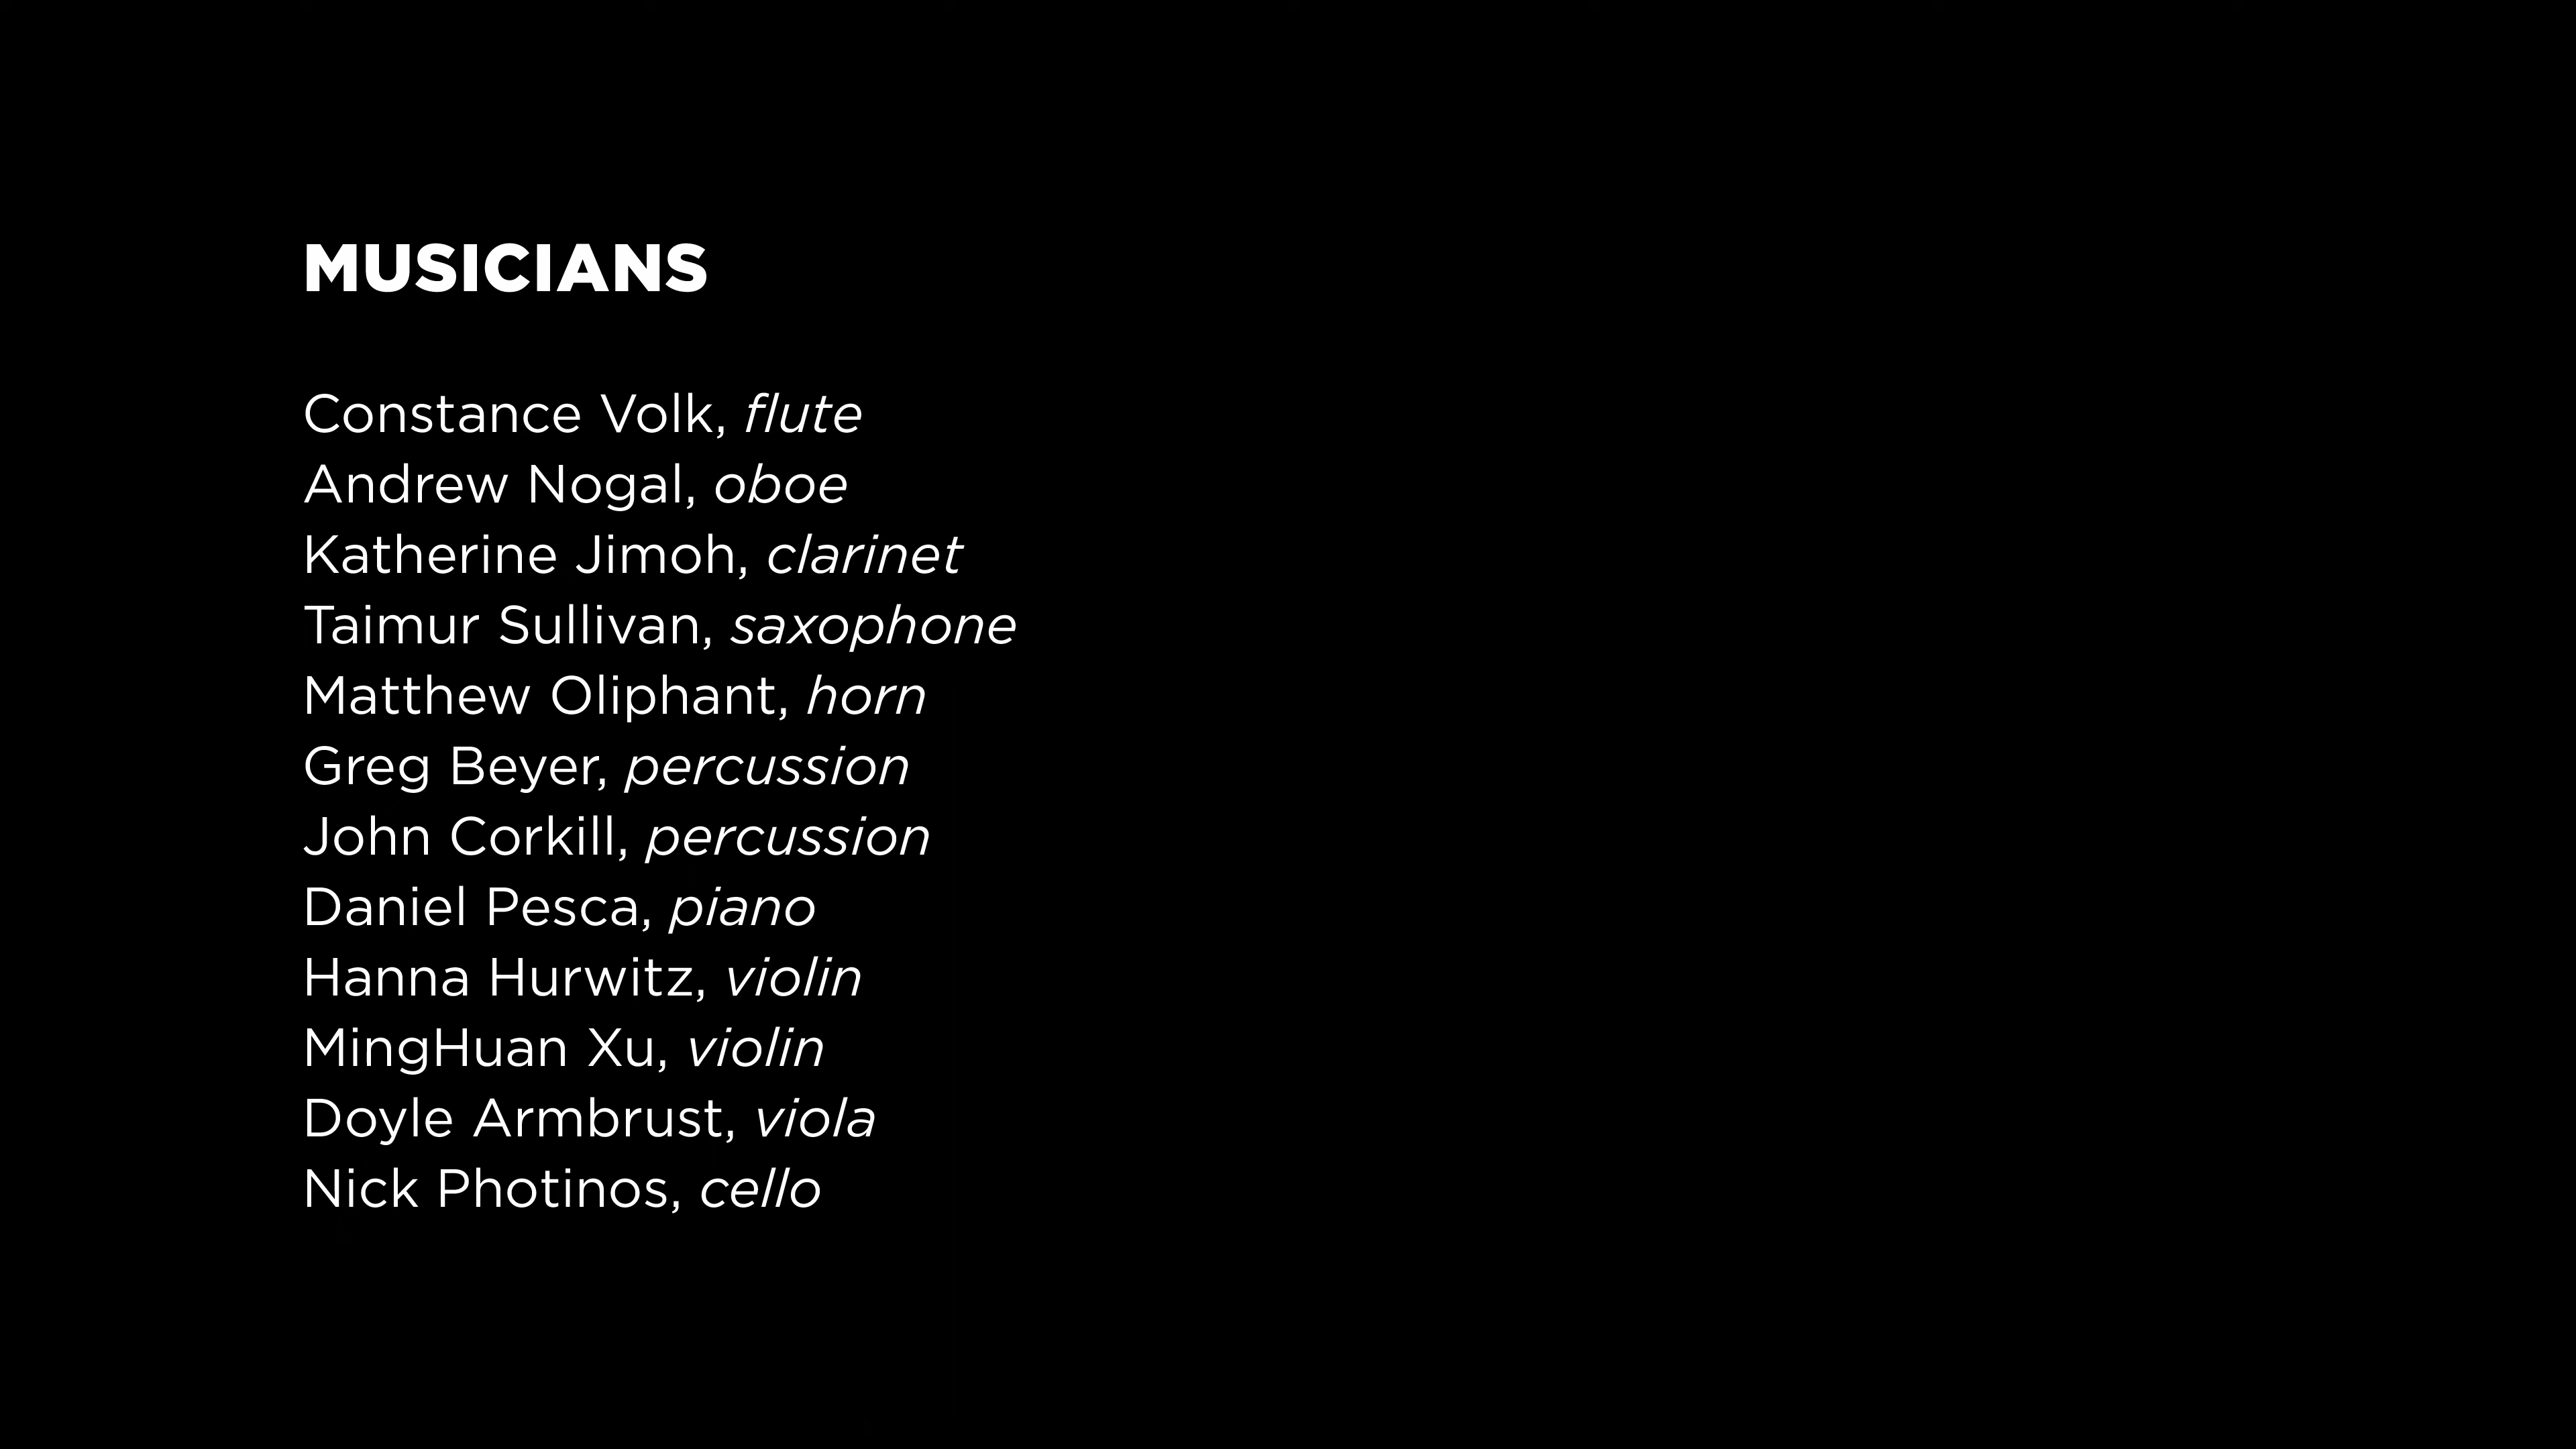 MUSICIANS
Constance Volk, flute
Andrew Nogal, oboe
Katherine Jimoh, clarinet
Taimur Sullivan, saxophone
Matthew Oliphant, horn
Greg Beyer, percussion
John Corkill, percussion
Daniel Pesca, piano
Hanna Hurwitz, violin
MingHuan Xu, violin
Doyle Armbrust, viola
Nick Photinos, cello